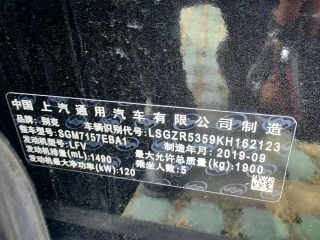 中国上汽通用汽车有限公司制造
品牌:别克 车辆识别代号:LSGZR5359KH162123
整车型号:SGM7157EBA1 制造年月:2019-09
发动机型号:LFV 最大允许总质量(kg):1900
发动机排量(mL):1490 乘坐人数:5
发动机最大净功率(kW):120